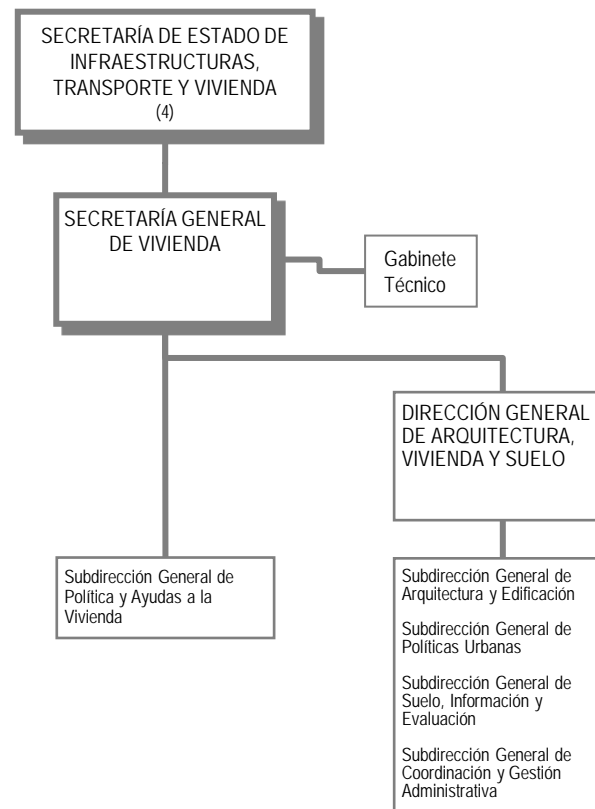 SECRETARÍA DE ESTADO DE
INFRAESTRUCTURAS,
TRANSPORTE Y VIVIENDA
(4)
SECRETARÍA GENERAL
DE VIVIENDA
Gabinete
Técnico
DIRECCIÓN GENERAL
DE ARQUITECTURA,
VIVIENDA Y SUELO
Subdirección General de
Política y Ayudas a la
Vivienda
Subdirección General de
Arquitectura y Edificación
Subdirección General de
Políticas Urbanas
Subdirección General de
Suelo, Información y
Evaluación
Subdirección General de
Coordinación y Gestión
Administrativa